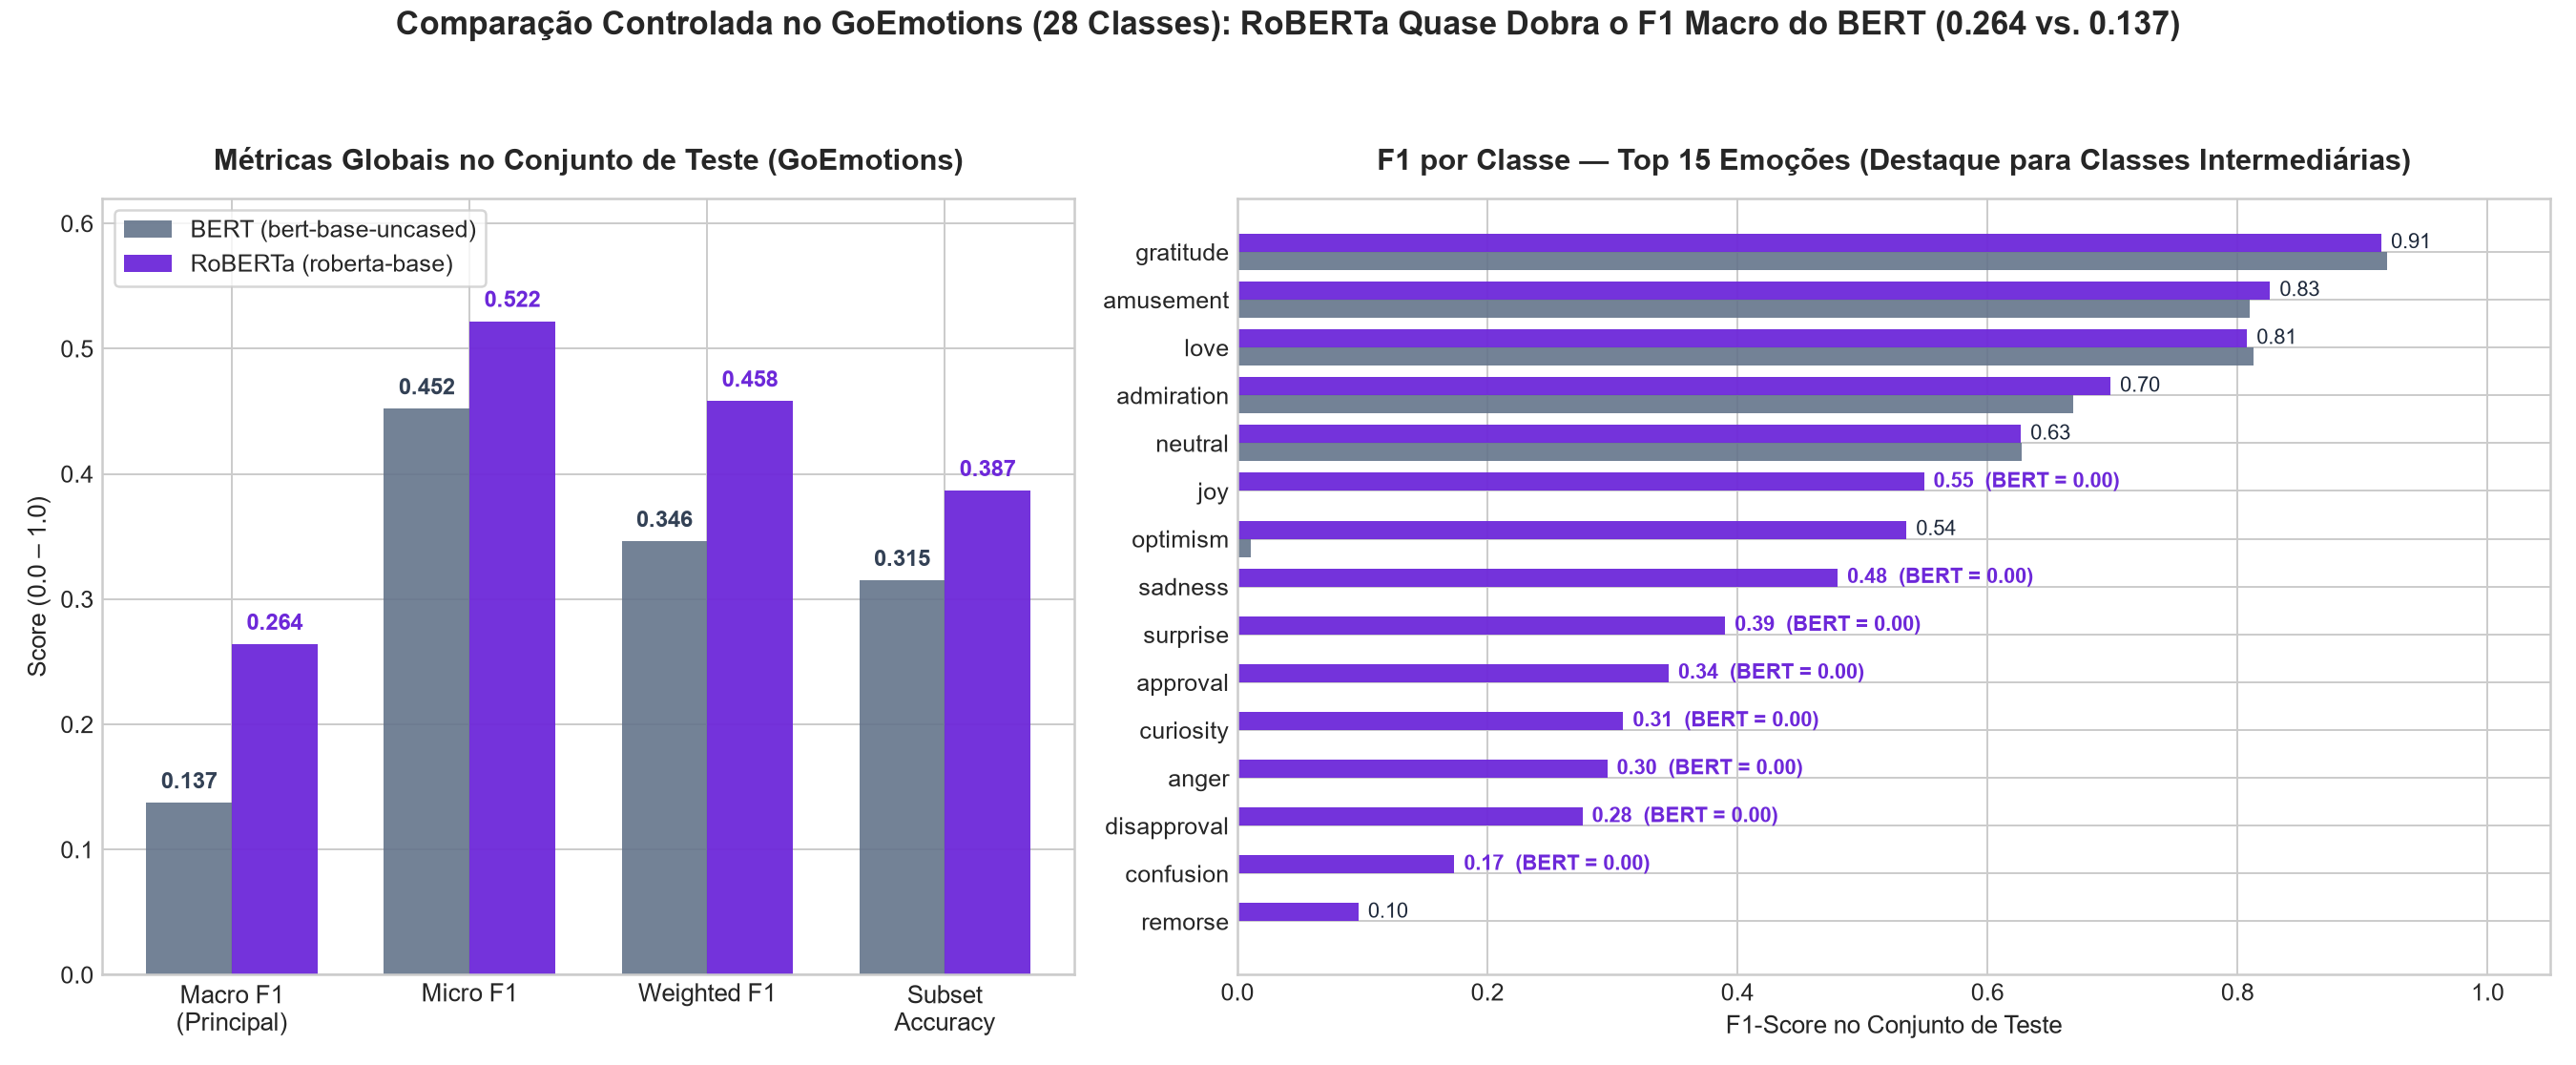 Comparação Controlada no GoEmotions (28 Classes): RoBERTa Quase Dobra o F1 Macro do BERT (0.264 vs. 0.137)
Métricas Globais no Conjunto de Teste (GoEmotions)
BERT (bert-base-uncased)
RoBERTa (roberta-base)
Score (0.0 – 1.0)
0.6
0.5
0.4
0.3
0.2
0.1
0.0
0.137
0.264
0.452
0.522
0.346
0.458
0.315
0.387
Macro F1
(Principal)
Micro F1
Weighted F1
Subset
Accuracy
F1 por Classe — Top 15 Emoções (Destaque para Classes Intermediárias)
gratitude 0.91
amusement 0.83
love 0.81
admiration 0.70
neutral 0.63
joy 0.55 (BERT = 0.00)
optimism 0.54
sadness 0.48 (BERT = 0.00)
surprise 0.39 (BERT = 0.00)
approval 0.34 (BERT = 0.00)
curiosity 0.31 (BERT = 0.00)
anger 0.30 (BERT = 0.00)
disapproval 0.28 (BERT = 0.00)
confusion 0.17 (BERT = 0.00)
remorse 0.10
0.0 0.2 0.4 0.6 0.8 1.0
F1-Score no Conjunto de Teste